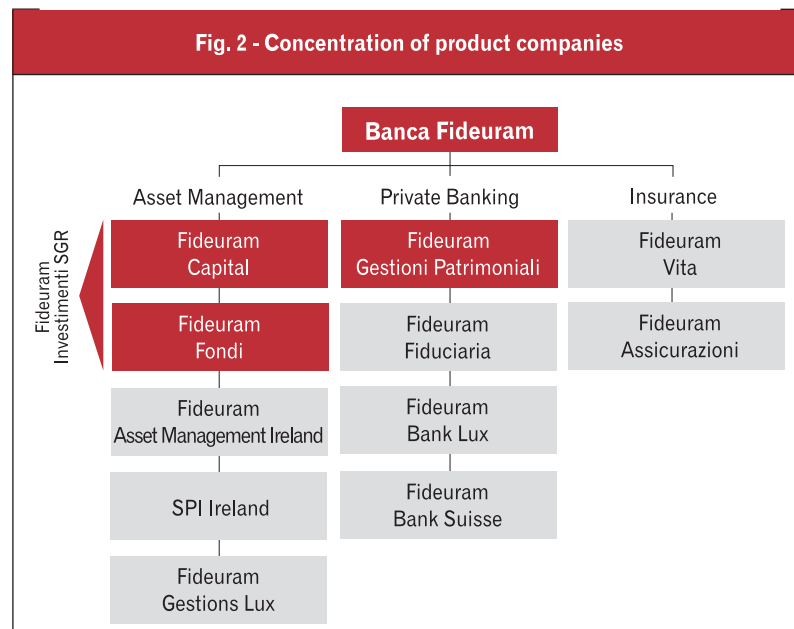 Fig. 2 - Concentration of product companies
Banca Fideuram
Asset Management
Private Banking
Insurance
Fideuram
Investimenti SGR
Fideuram
Capital
Fideuram
Gestioni Patrimoniali
Fideuram
Vita
Fideuram
Fondi
Fideuram
Fiduciaria
Fideuram
Assicurazioni
Fideuram
Asset Management Ireland
Fideuram
Bank Lux
SPI Ireland
Fideuram
Bank Suisse
Fideuram
Gestions Lux